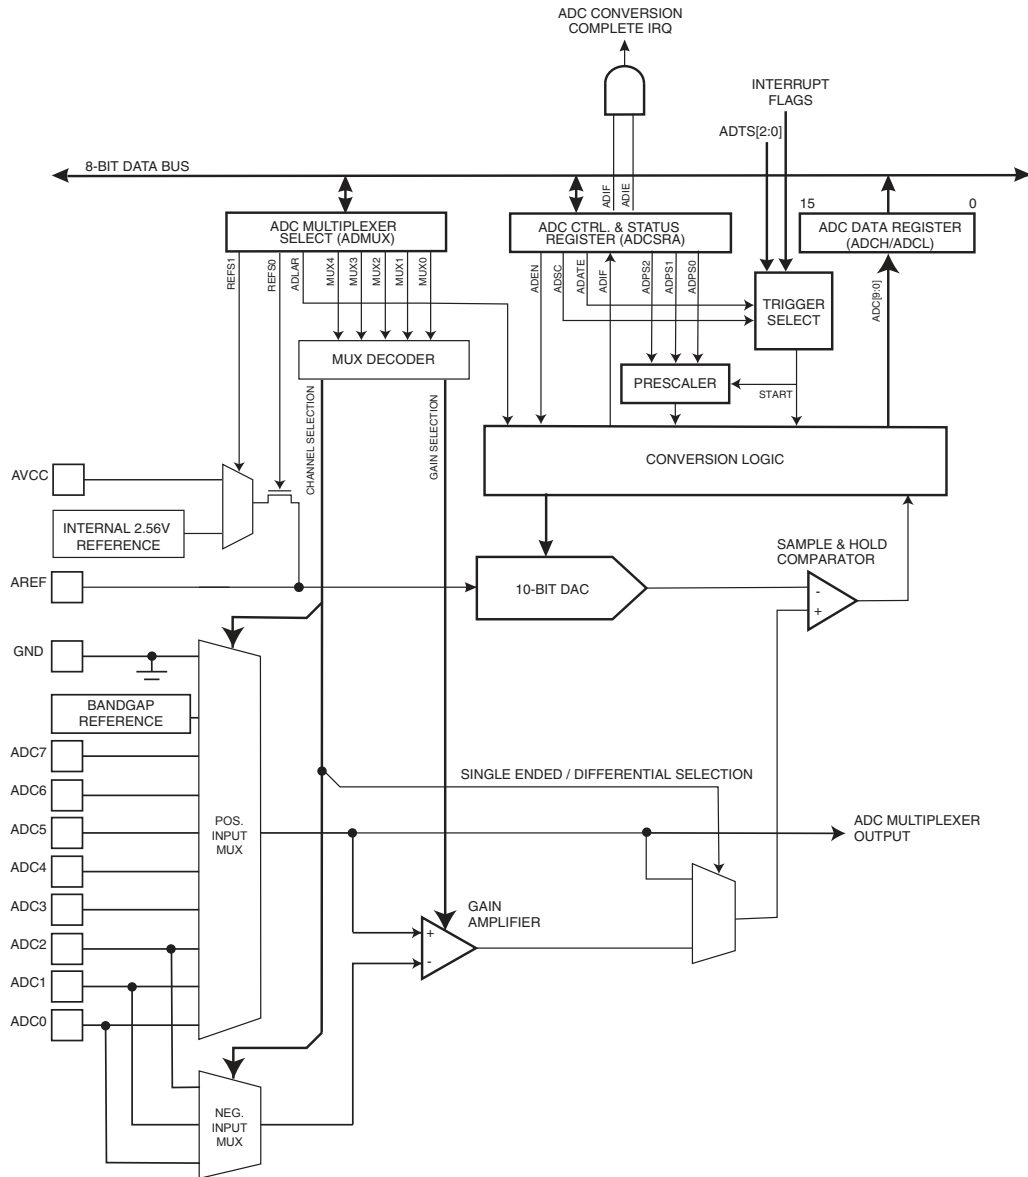 ADC CONVERSION
COMPLETE IRQ
INTERRUPT
FLAGS
ADTS[2:0]
8-BIT DATA BUS
ADIF
ADIE
15
0
ADC MULTIPLEXER
SELECT (ADMUX)
ADC CTRL. & STATUS
REGISTER (ADCSRA)
ADC DATA REGISTER
(ADCH/ADCL)
REFS1
REFS0
ADLAR
MUX4
MUX3
MUX2
MUX1
MUX0
ADEN
ADSC
ADATE
ADIF
ADPS2
ADPS1
ADPS0
ADC[9:0]
TRIGGER
SELECT
MUX DECODER
PRESCALER
START
CHANNEL SELECTION
GAIN SELECTION
CONVERSION LOGIC
AVCC
INTERNAL 2.56V
REFERENCE
SAMPLE & HOLD
COMPARATOR
AREF
10-BIT DAC
-
+
GND
BANDGAP
REFERENCE
ADC7
SINGLE ENDED / DIFFERENTIAL SELECTION
ADC6
ADC5
POS.
INPUT
MUX
ADC MULTIPLEXER
OUTPUT
ADC4
ADC3
GAIN
AMPLIFIER
+
-
ADC2
ADC1
ADC0
NEG.
INPUT
MUX